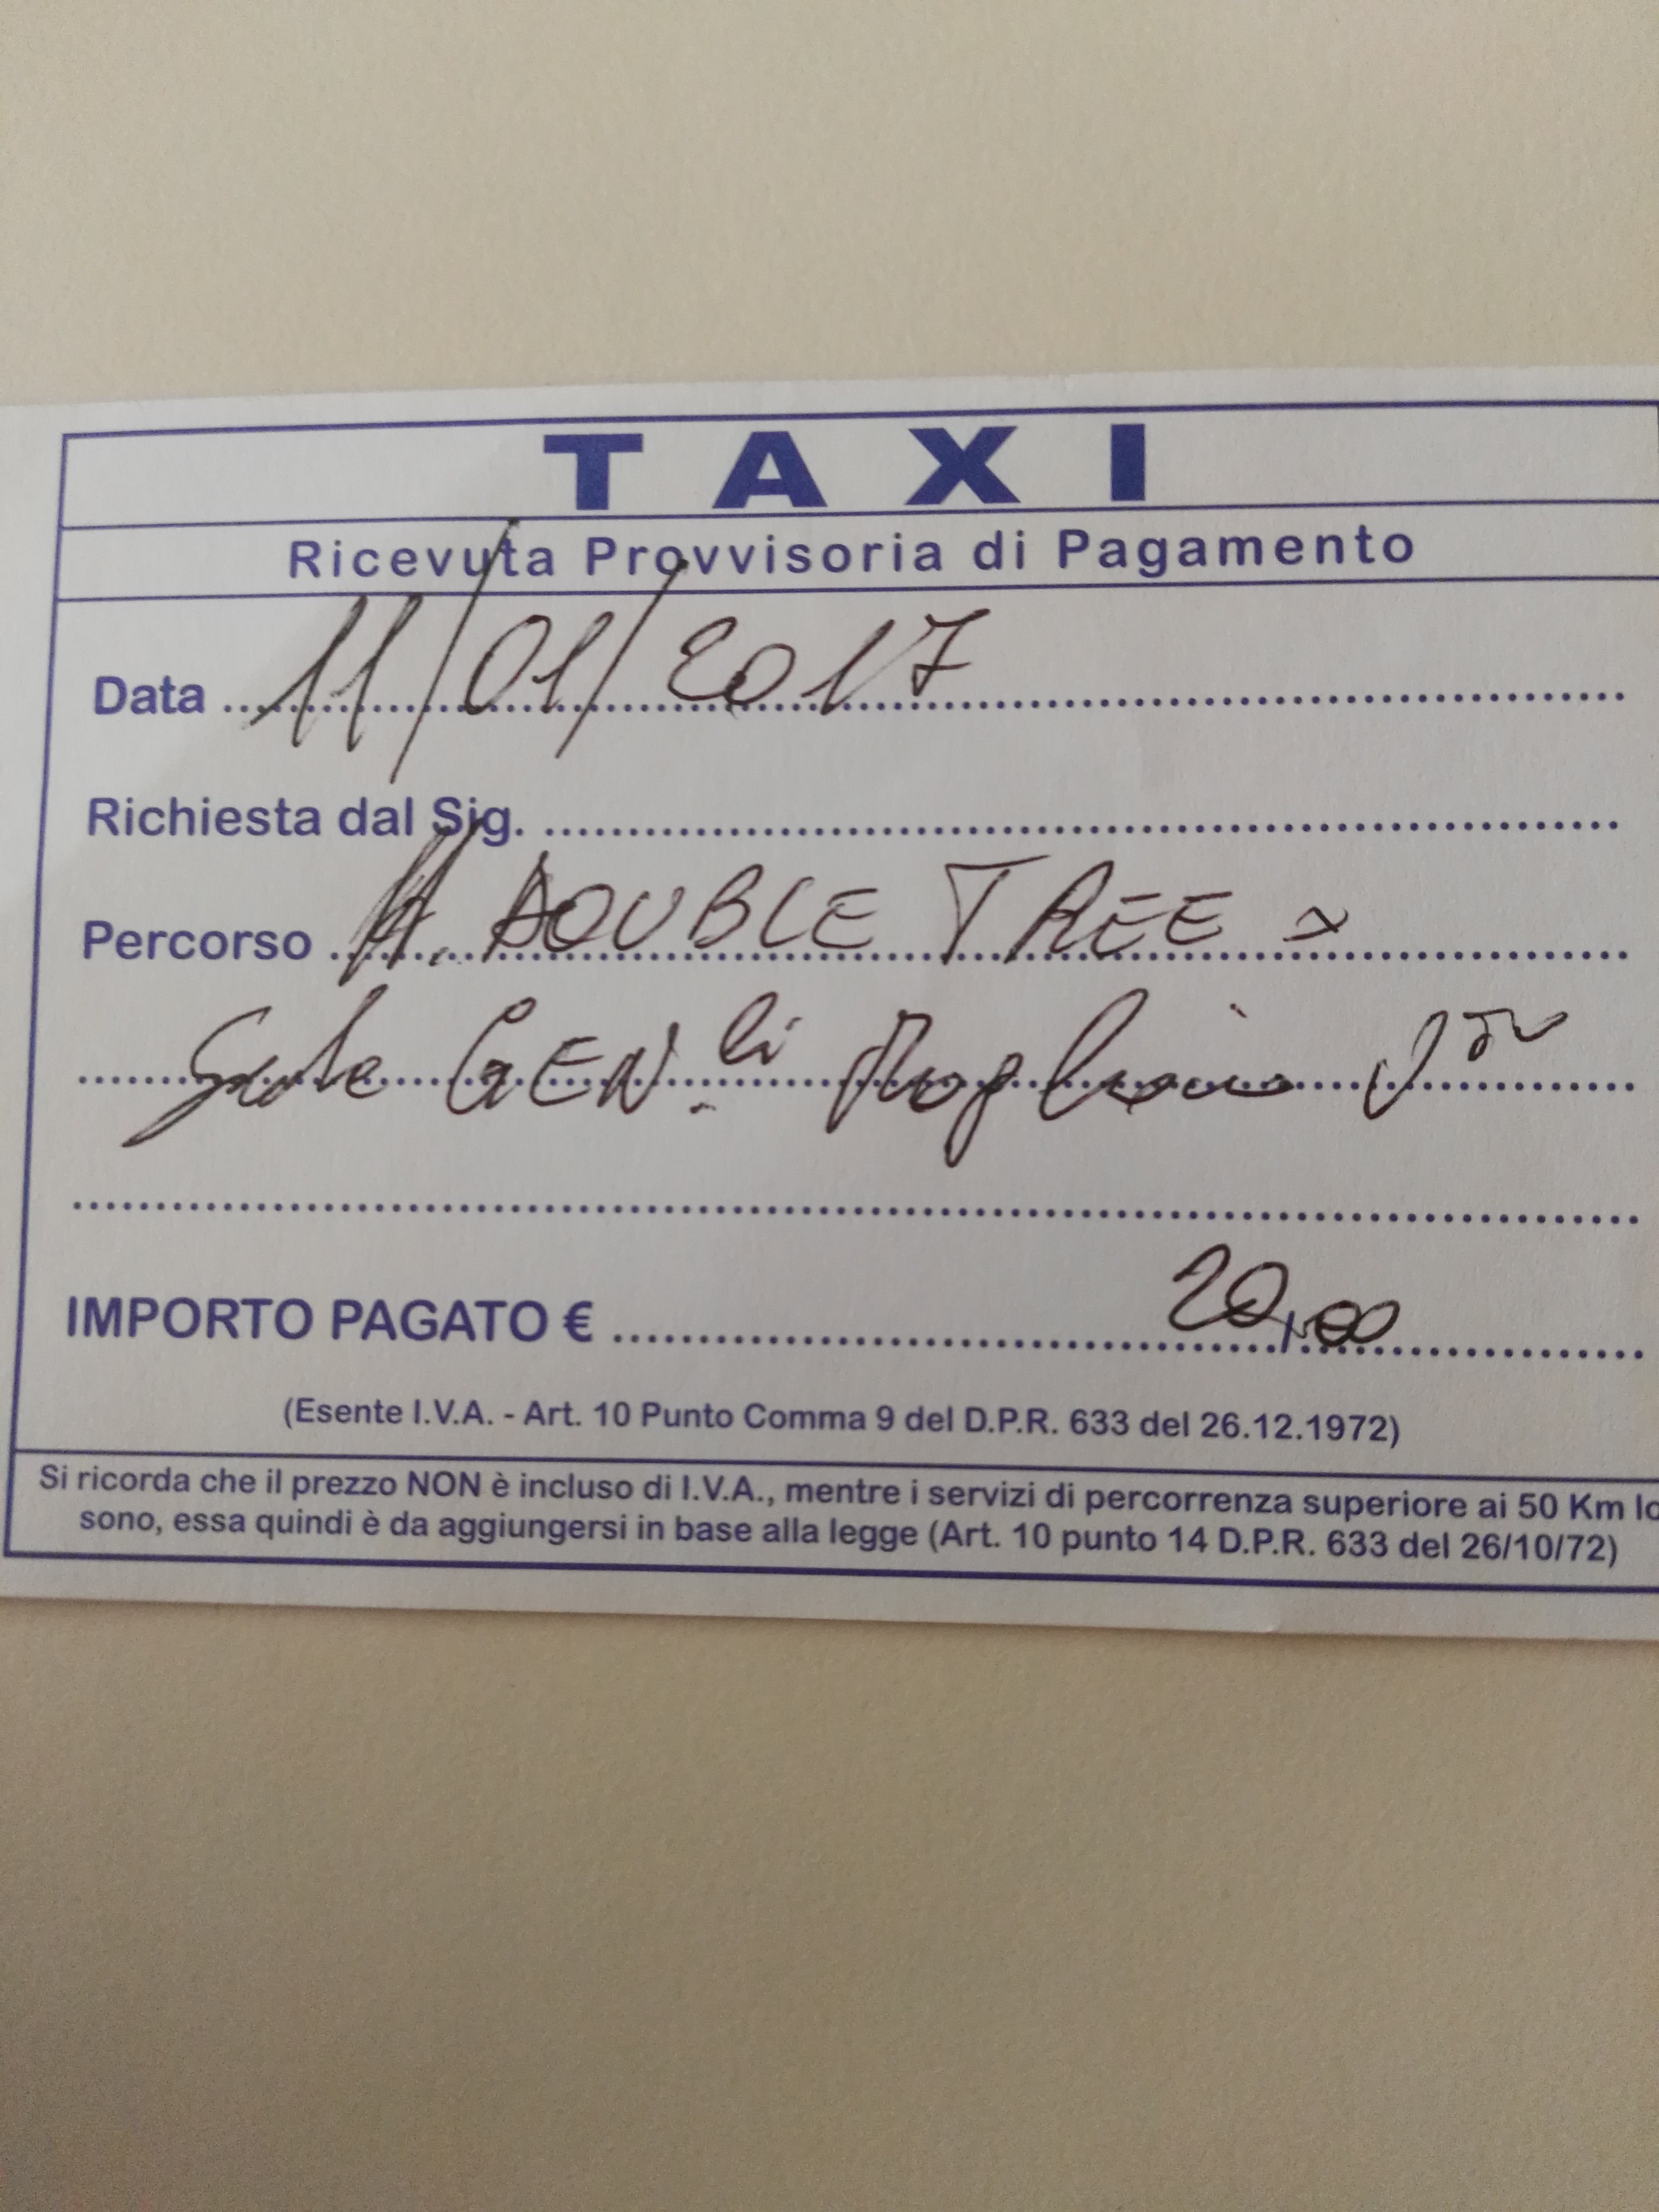 TAXI
Ricevuta Provvisoria di Pagamento
Data 11/01/2017
Richiesta dal Sig.
Percorso H. DOUBLE TREE x
GEN.li Mogliano
IMPORTO PAGATO € 20,00
(Esente I.V.A. - Art. 10 Punto Comma 9 del D.P.R. 633 del 26.12.1972)
Si ricorda che il prezzo NON è incluso di I.V.A., mentre i servizi di percorrenza superiore ai 50 Km lo
sono, essa quindi è da aggiungersi in base alla legge (Art. 10 punto 14 D.P.R. 633 del 26/10/72)